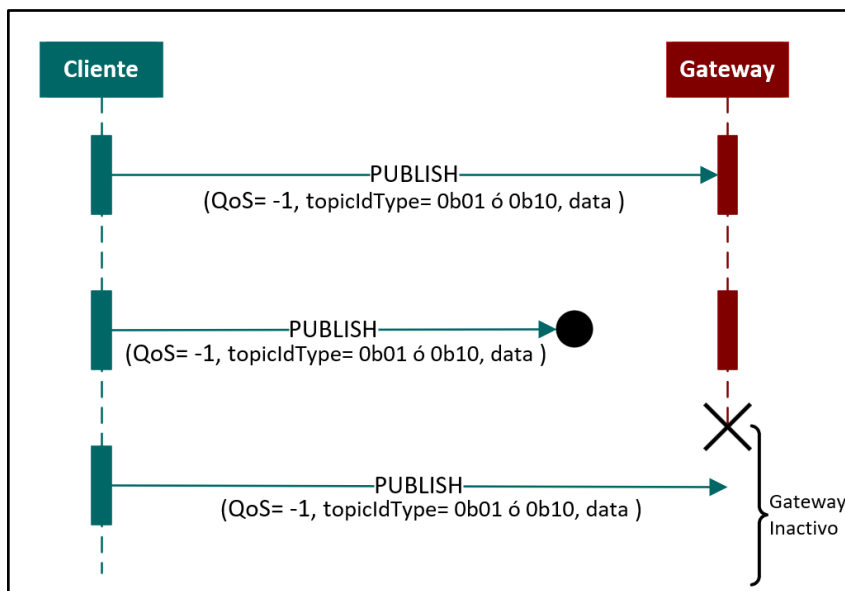 Cliente
Gateway
PUBLISH
(QoS= -1, topicIdType= 0b01 ó 0b10, data )
PUBLISH
(QoS= -1, topicIdType= 0b01 ó 0b10, data )
PUBLISH
(QoS= -1, topicIdType= 0b01 ó 0b10, data )
Gateway
Inactivo